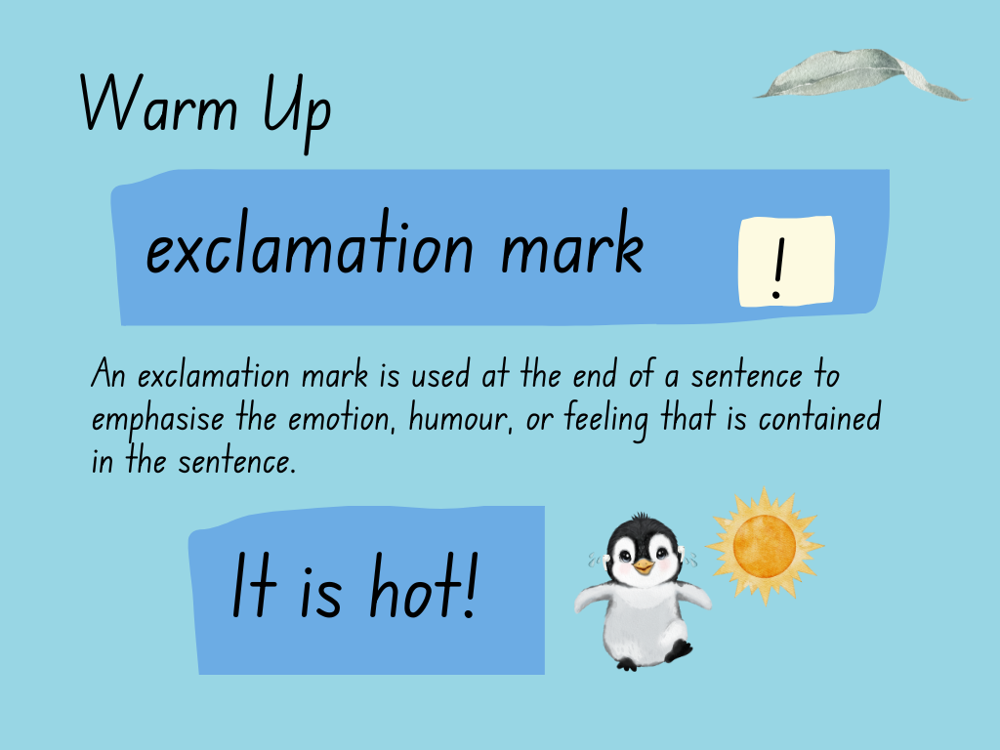 Warm Up
exclamation mark !
An exclamation mark is used at the end of a sentence to
emphasise the emotion, humour, or feeling that is contained
in the sentence.
It is hot!